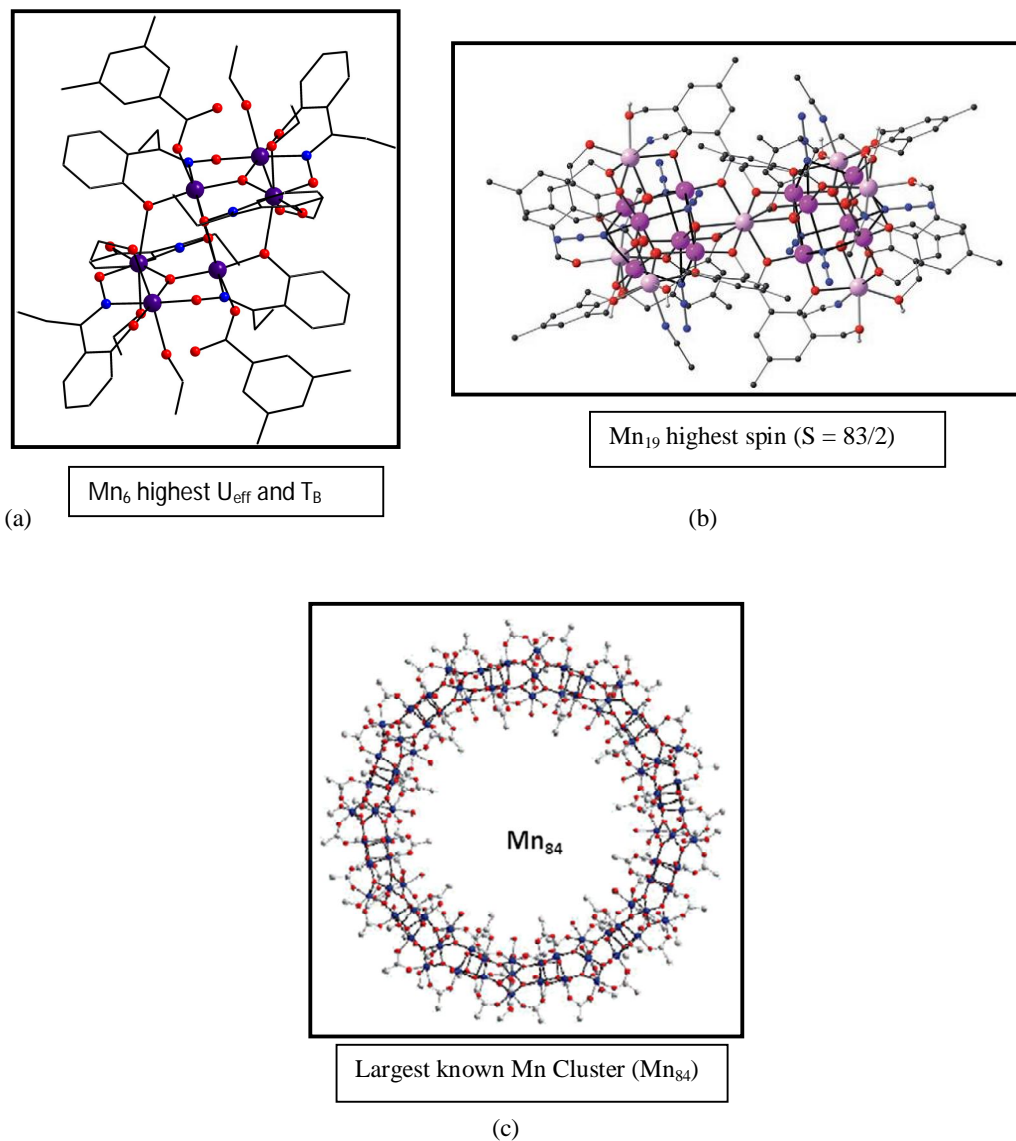 Mn₆ highest U_eff and T_B
(a)
Mn₁₉ highest spin (S = 83/2)
(b)
Mn₈₄
Largest known Mn Cluster (Mn₈₄)
(c)